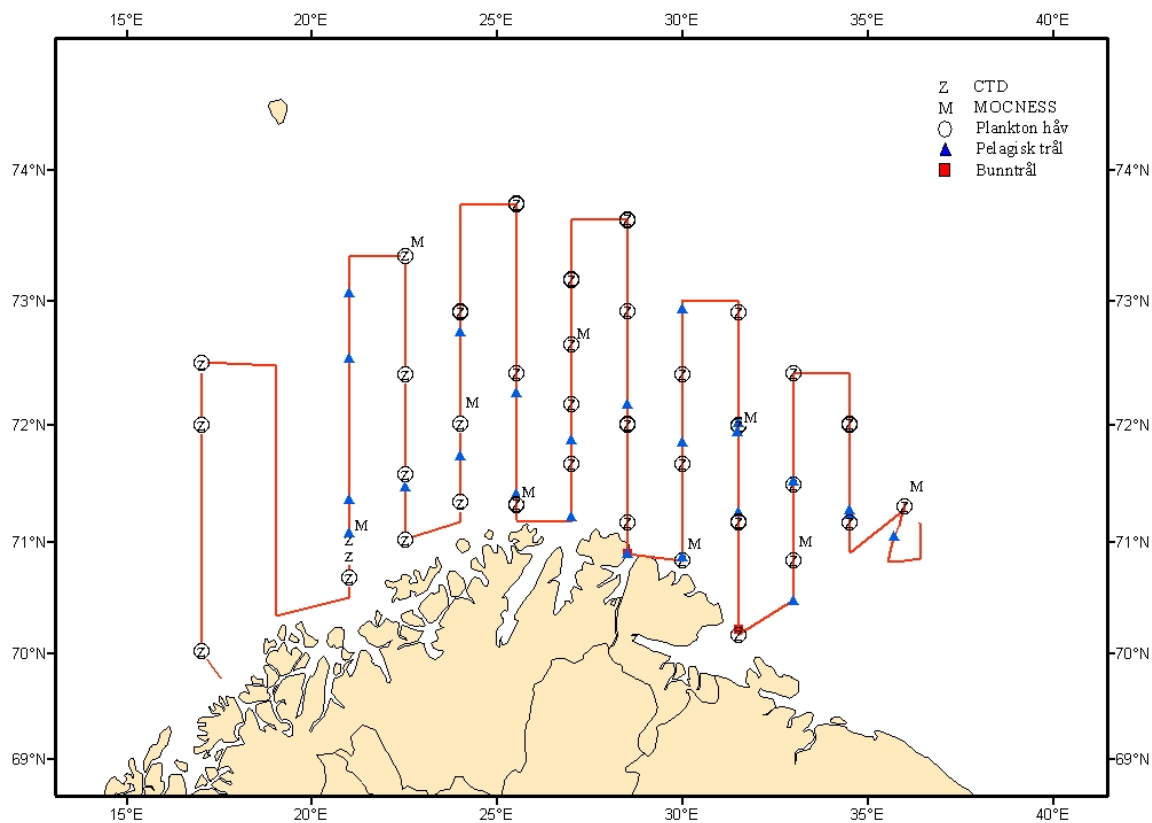 15°E 20°E 25°E 30°E 35°E 40°E
Z CTD
M MOCNESS
Plankton håv
Pelagisk trål
Bunntrål
74°N 74°N
Z Z
Z M
Z
73°N 73°N
Z Z Z
Z M
Z Z Z Z Z
M
Z
Z Z Z Z M Z
Z Z
Z Z
Z M Z M
Z Z Z
M
Z Z 71°N 71°N
Z Z M Z M
Z
Z
70°N 70°N
Z
72°N 72°N
69°N 69°N
15°E 20°E 25°E 30°E 35°E 40°E